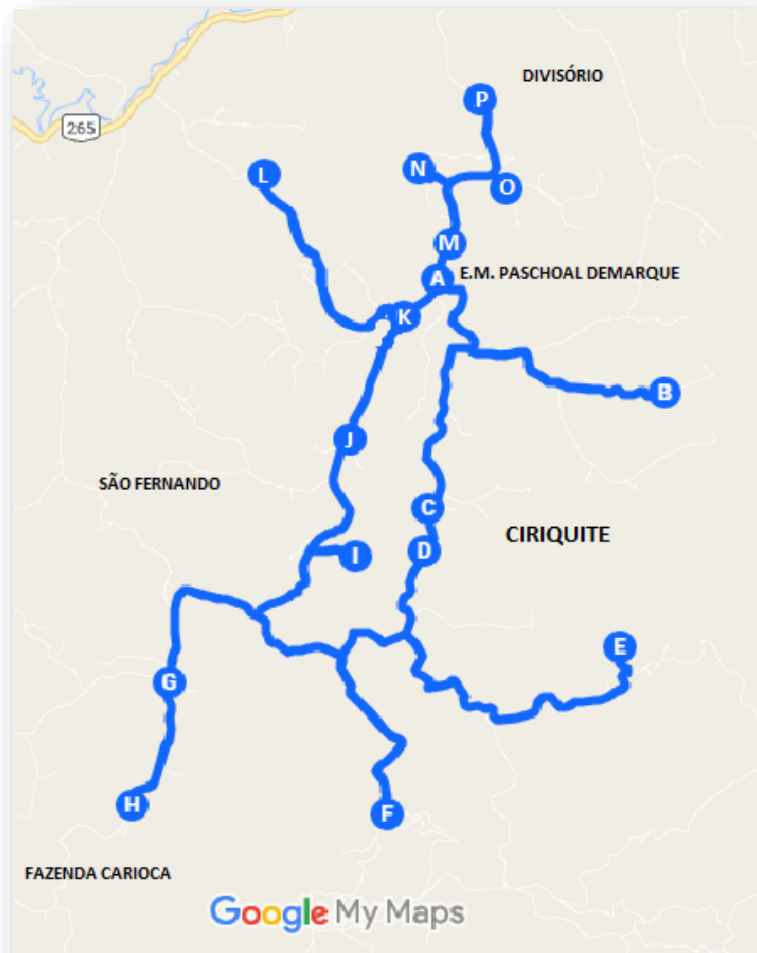 DIVISÓRIO
P
265
L
N
O
M
A
E.M. PASCHOAL DEMARQUE
K
B
J
SÃO FERNANDO
C
CIRIQUITE
D
I
E
G
H
F
FAZENDA CARIOCA
Google My Maps